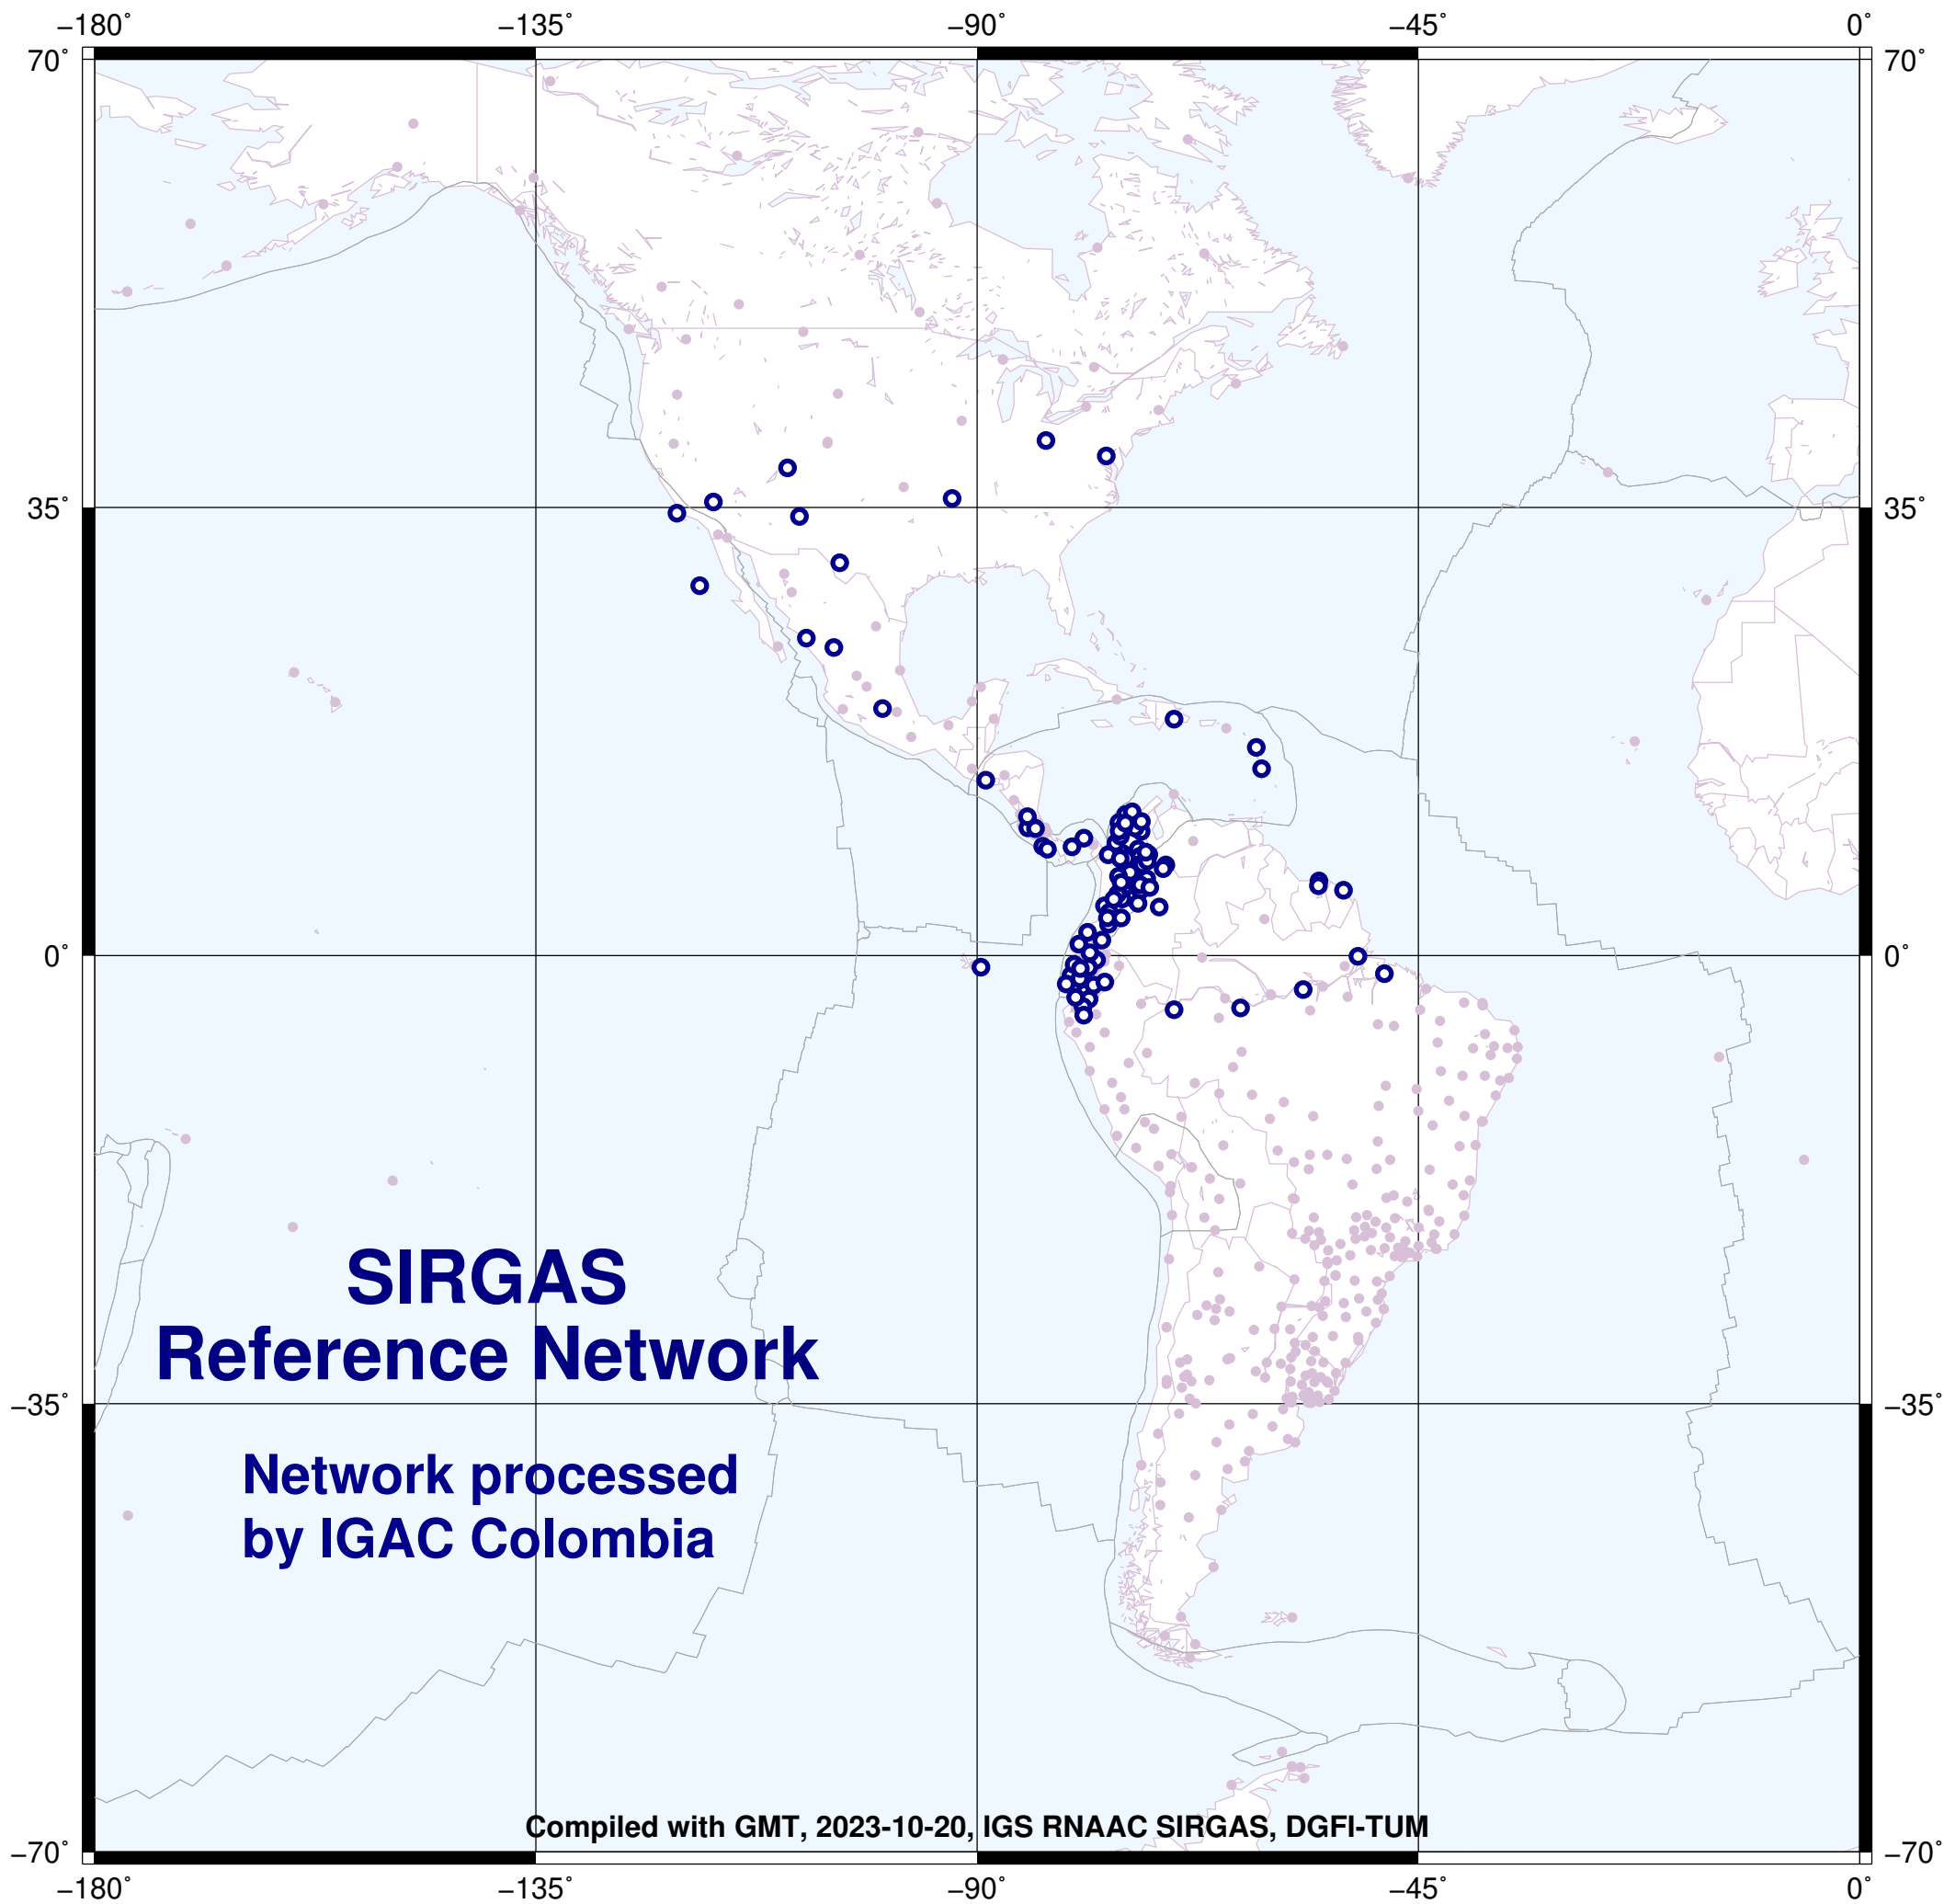 −180˚ −135˚ −90˚ −45˚ 0˚
70˚ 70˚
35˚ 35˚
0˚ 0˚
SIRGAS
Reference Network
−35˚ −35˚
Network processed
by IGAC Colombia
Compiled with GMT, 2023-10-20, IGS RNAAC SIRGAS, DGFI-TUM
−70˚ −70˚
−180˚ −135˚ −90˚ −45˚ 0˚